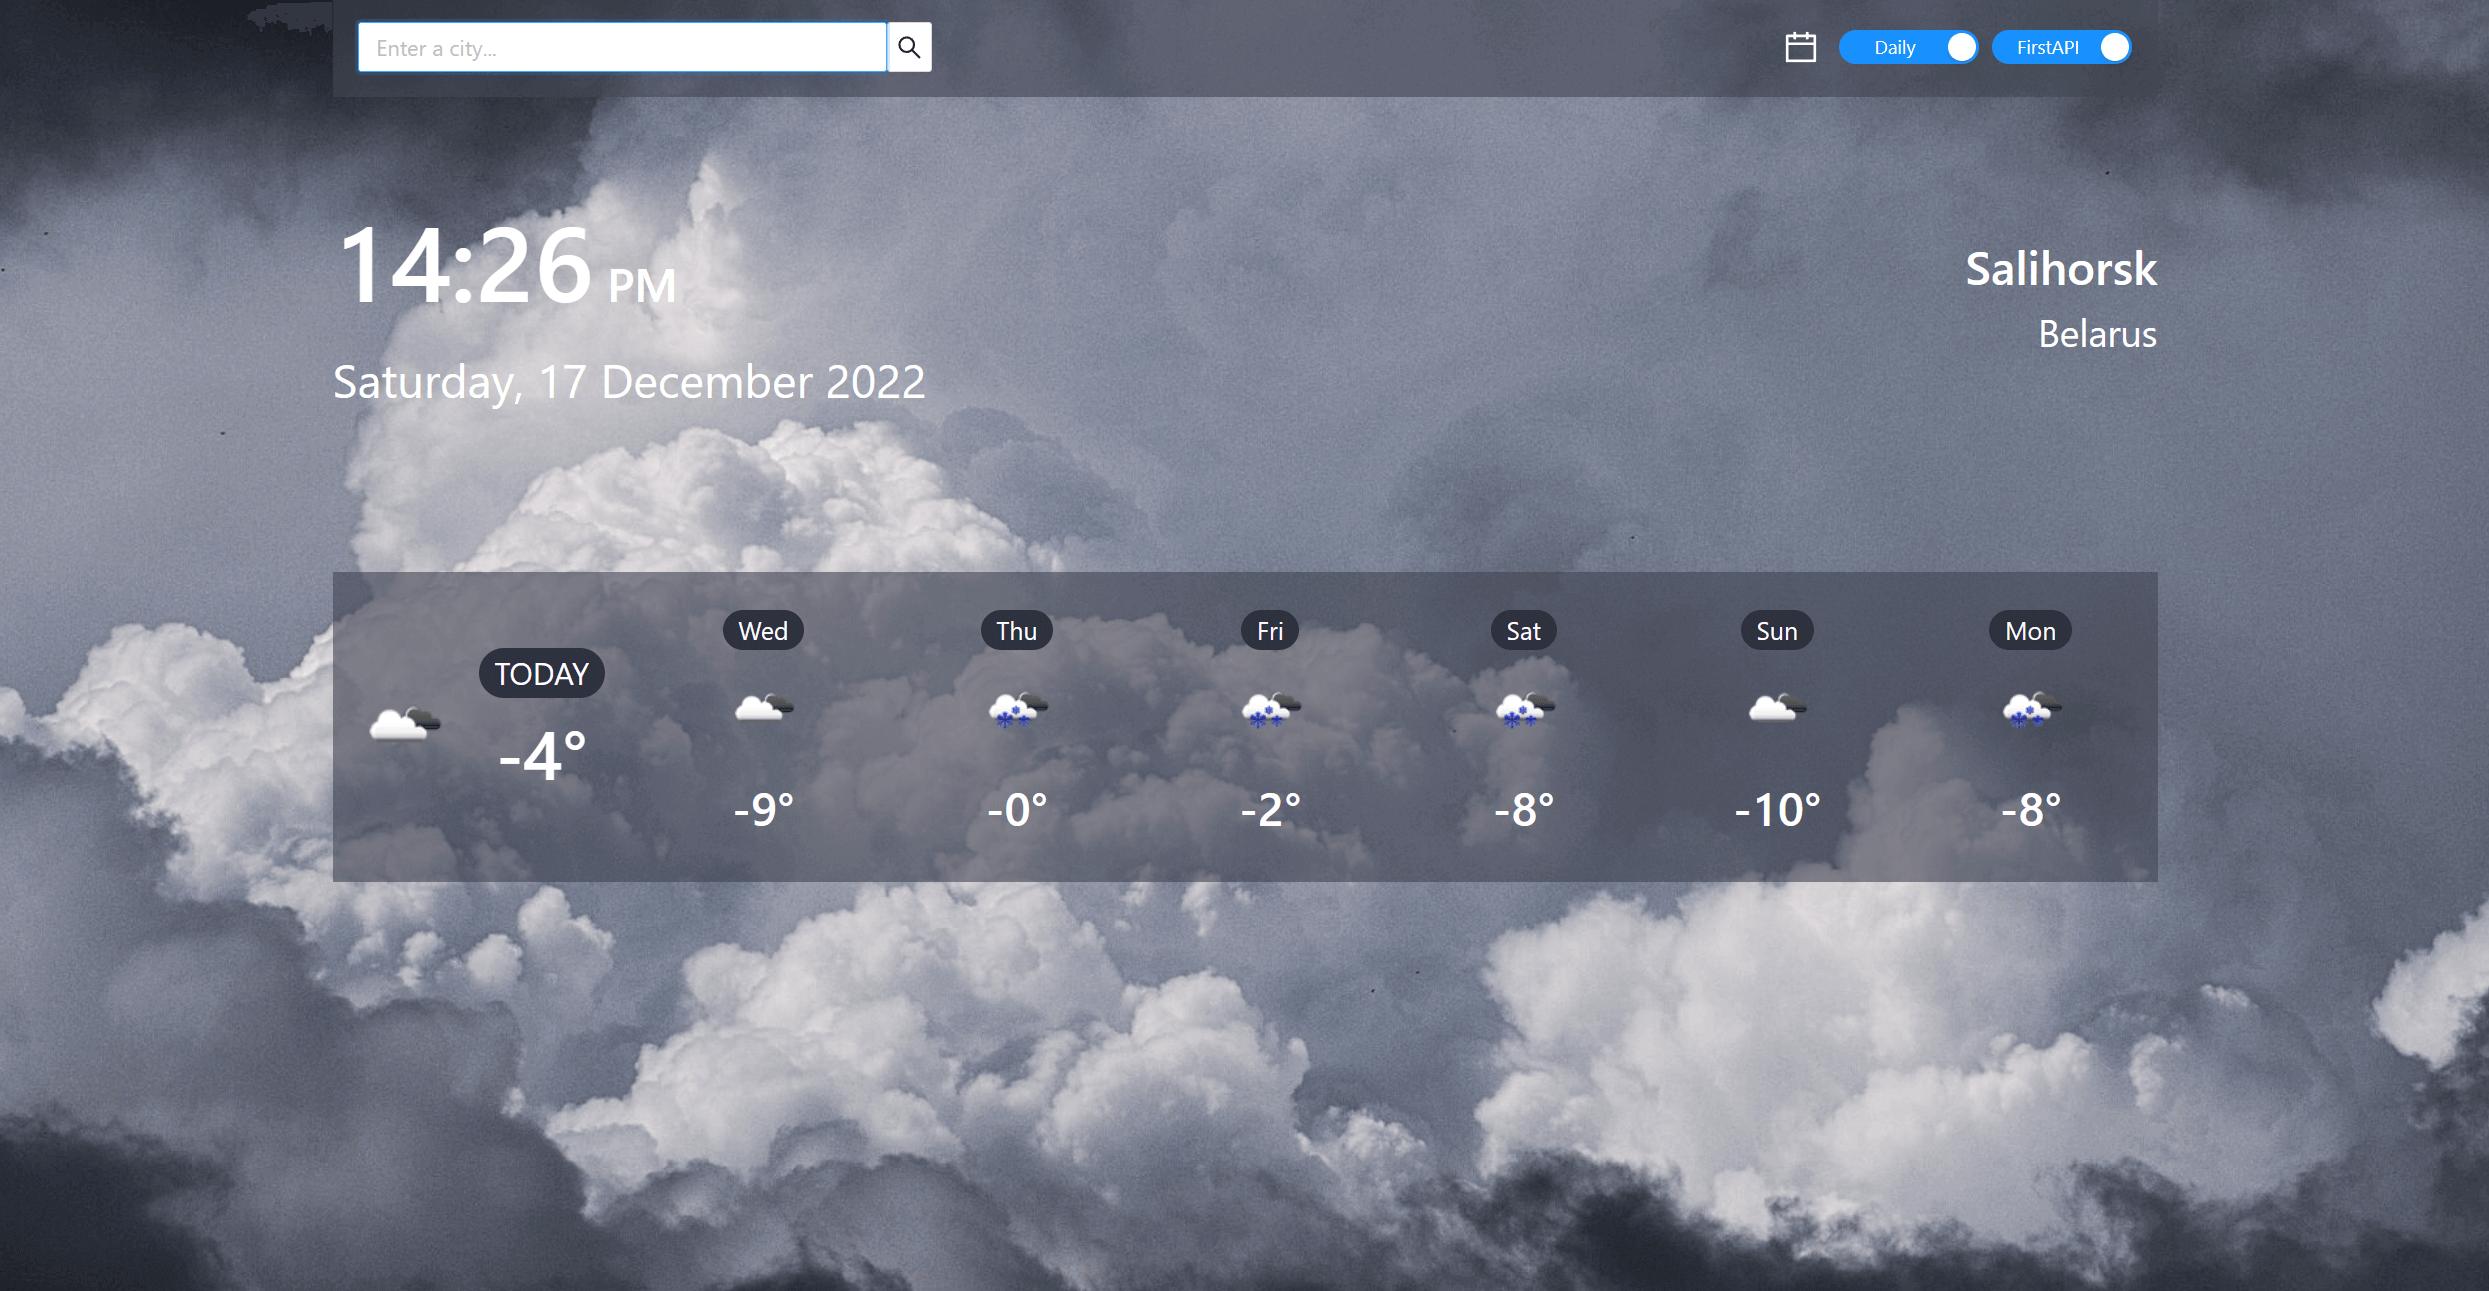 Enter a city...
Daily
FirstAPI
14:26 PM
Saturday, 17 December 2022
Salihorsk
Belarus
TODAY
-4°
Wed
-9°
Thu
-0°
Fri
-2°
Sat
-8°
Sun
-10°
Mon
-8°